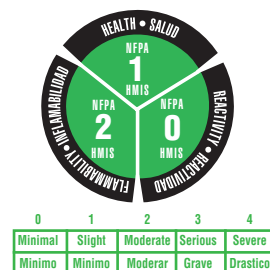 HEALTH • SALUD
NFPA
1
HMIS
FLAMMABILITY • INFLAMABILIDAD
NFPA
2
HMIS
REACTIVITY • REACTIVIDAD
NFPA
0
HMIS
0 1 2 3 4
Minimal Slight Moderate Serious Severe
Minimo Minimo Moderar Grave Drastico